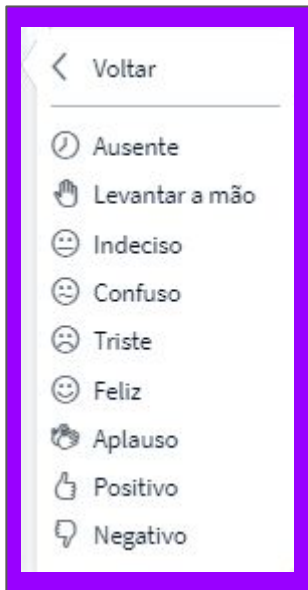 Voltar
Ausente
Levantar a mão
Indeciso
Confuso
Triste
Feliz
Aplauso
Positivo
Negativo